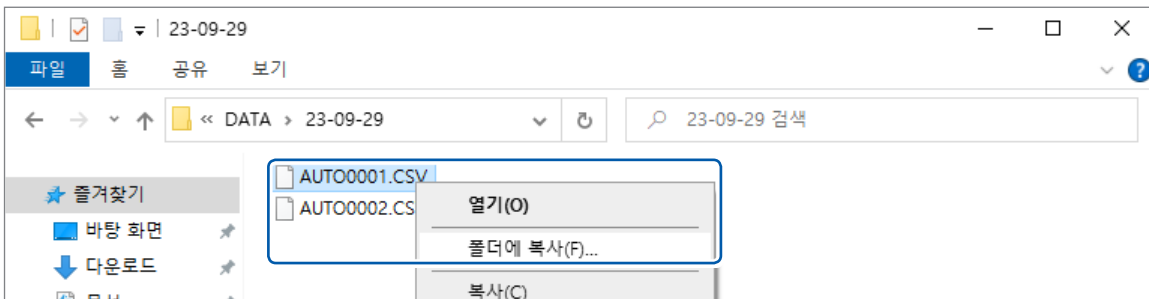 23-09-29
파일 홈 공유 보기
« DATA › 23-09-29
23-09-29 검색
즐겨찾기
바탕 화면
다운로드
AUTO0001.CSV
AUTO0002.CS
열기(O)
폴더에 복사(F)...
복사(C)